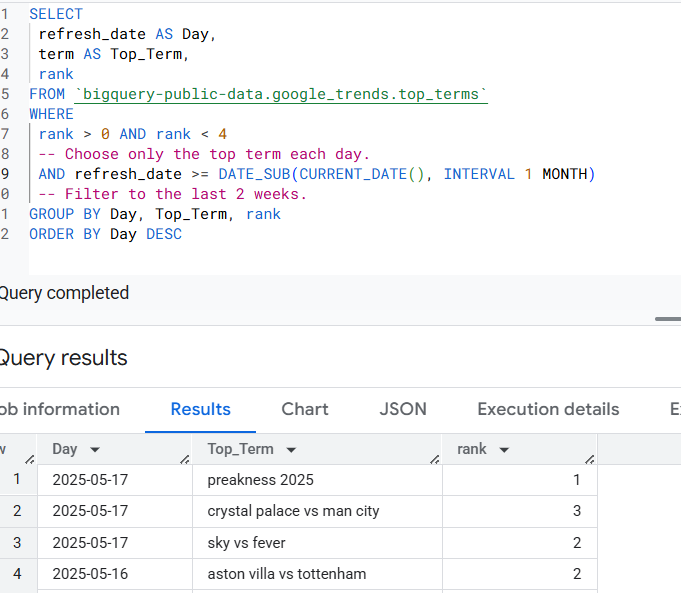 1 SELECT
2 refresh_date AS Day,
3 term AS Top_Term,
4 rank
5 FROM `bigquery-public-data.google_trends.top_terms`
6 WHERE
7 rank > 0 AND rank < 4
8 -- Choose only the top term each day.
9 AND refresh_date >= DATE_SUB(CURRENT_DATE(), INTERVAL 1 MONTH)
0 -- Filter to the last 2 weeks.
1 GROUP BY Day, Top_Term, rank
2 ORDER BY Day DESC
Query completed
Query results
ob information Results Chart JSON Execution details E
w Day Top_Term rank
1 2025-05-17 preakness 2025 1
2 2025-05-17 crystal palace vs man city 3
3 2025-05-17 sky vs fever 2
4 2025-05-16 aston villa vs tottenham 2